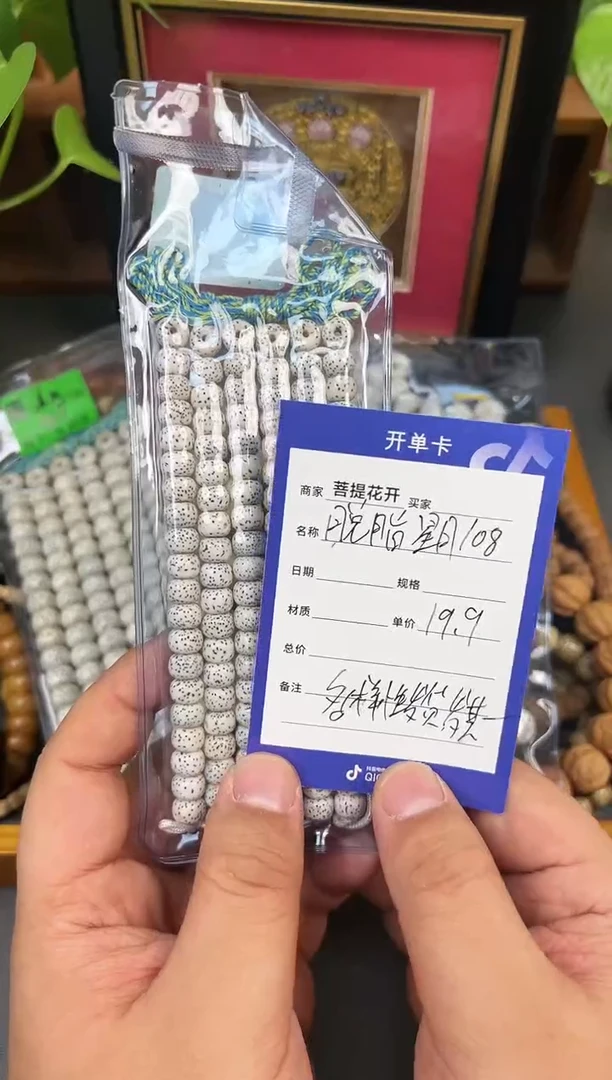 开单卡
商家 菩提花开 买家
名称 脱脂星月108
日期 规格
材质 单价 19.9
总价
备注